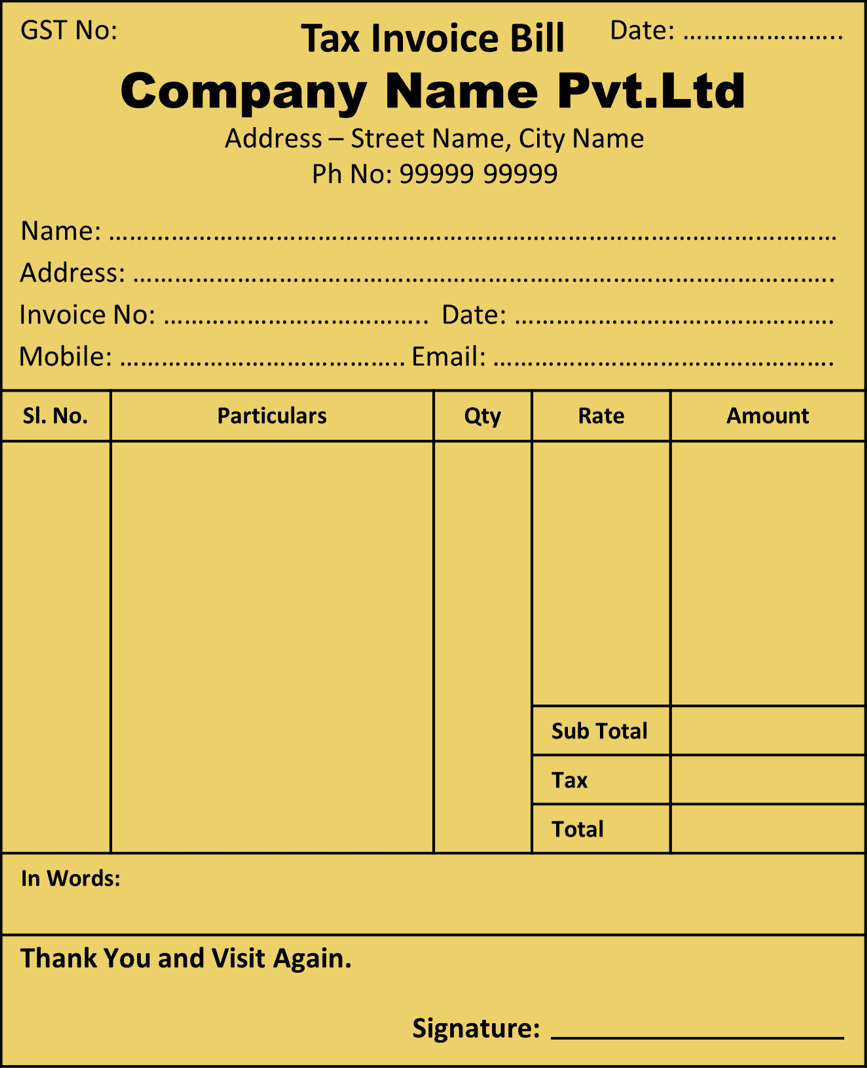 GST No: Tax Invoice Bill Date: …………………..
Company Name Pvt.Ltd
Address – Street Name, City Name
Ph No: 99999 99999
Name: ……………………………………………………………………………………………
Address: ………………………………………………………………………………………..
Invoice No: ……………………………….. Date: ……………………………………….
Mobile: ………………………………….. Email: ………………………………………….
Sl. No. Particulars Qty Rate Amount
Sub Total
Tax
Total
In Words:
Thank You and Visit Again.
Signature: ____________________